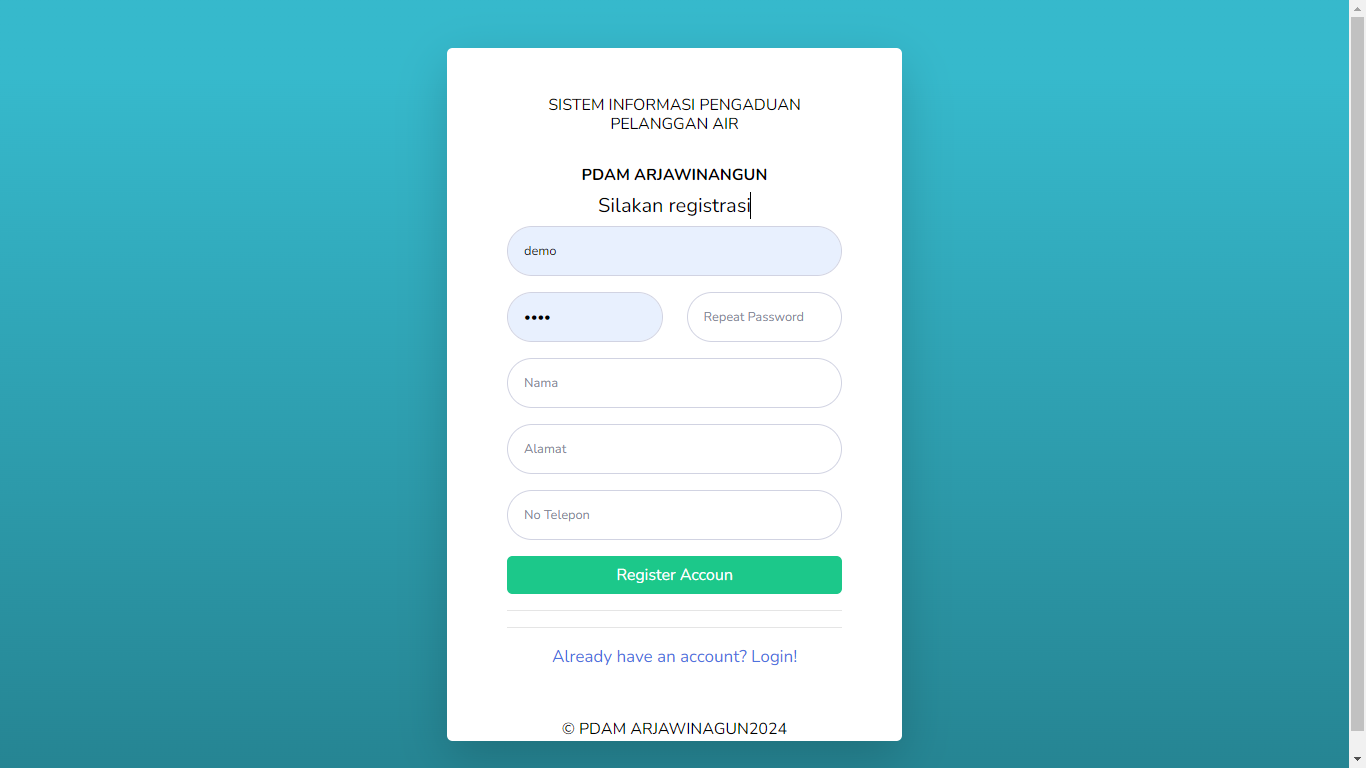 SISTEM INFORMASI PENGADUAN
PELANGGAN AIR
PDAM ARJAWINANGUN
Silakan registrasi
demo
••••
Repeat Password
Nama
Alamat
No Telepon
Register Accoun
Already have an account? Login!
© PDAM ARJAWINAGUN2024